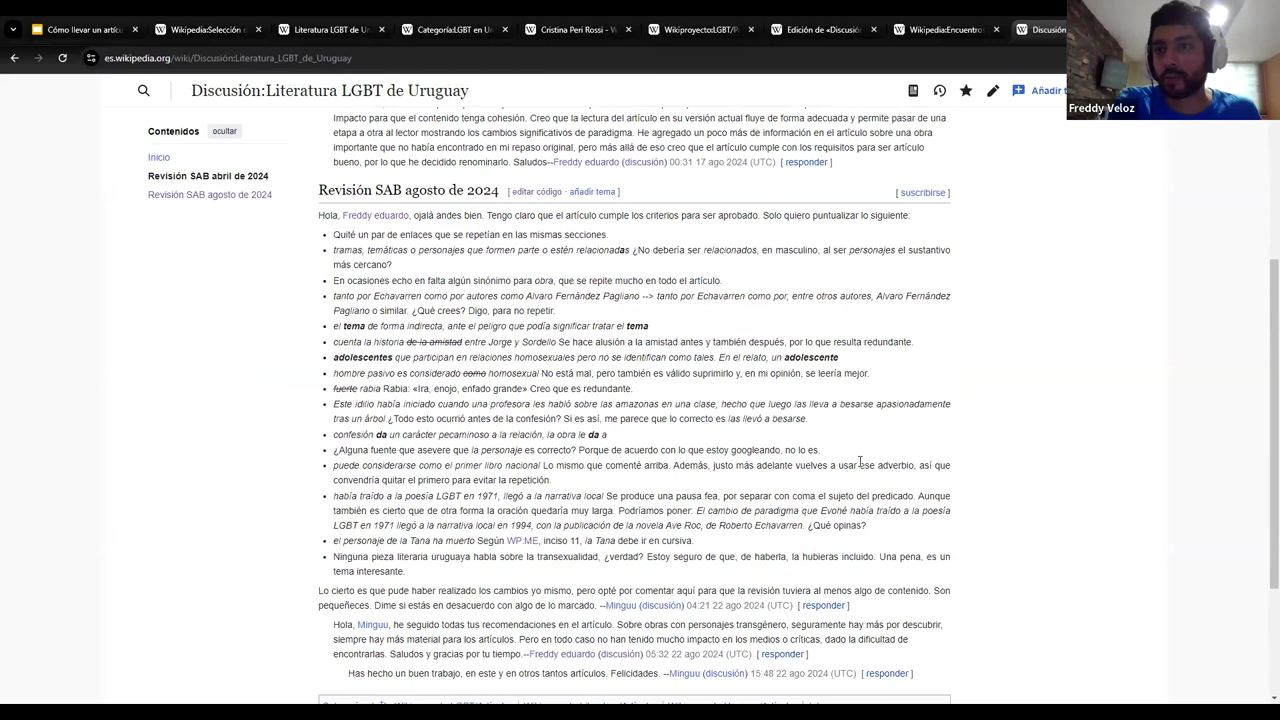 Cómo llevar un artícu
Wikipedia:Selección d
Literatura LGBT de Ur
Categoría:LGBT en Ur
Cristina Peri Rossi - W
Wikiproyecto:LGBT/Pa
Edición de «Discusión
Wikipedia:Encuentros
Discusión
es.wikipedia.org/wiki/Discusión:Literatura_LGBT_de_Uruguay
Freddy Veloz
Discusión:Literatura LGBT de Uruguay
Añadir t
Contenidos ocultar
Inicio
Revisión SAB abril de 2024
Revisión SAB agosto de 2024
Impacto para que el contenido tenga cohesión. Creo que la lectura del artículo en su versión actual fluye de forma adecuada y permite pasar de una
etapa a otra al lector mostrando los cambios significativos de paradigma. He agregado un poco más de información en el artículo sobre una obra
importante que no había encontrado en mi repaso original, pero más allá de eso creo que el artículo cumple con los requisitos para ser artículo
bueno, por lo que he decidido renominarlo. Saludos--Freddy eduardo (discusión) 00:31 17 ago 2024 (UTC) [ responder ]
Revisión SAB agosto de 2024 [ editar código · añadir tema ] [ suscribirse ]
Hola, Freddy eduardo, ojalá andes bien. Tengo claro que el artículo cumple los criterios para ser aprobado. Solo quiero puntualizar lo siguiente:
• Quité un par de enlaces que se repetían en las mismas secciones.
• tramas, temáticas o personajes que formen parte o estén relacionadas ¿No debería ser relacionados, en masculino, al ser personajes el sustantivo
más cercano?
• En ocasiones echo en falta algún sinónimo para obra, que se repite mucho en todo el artículo.
• tanto por Echavarren como por autores como Alvaro Fernández Pagliano --> tanto por Echavarren como por, entre otros autores, Alvaro Fernández
Pagliano o similar. ¿Qué crees? Digo, para no repetir.
• el tema de forma indirecta, ante el peligro que podía significar tratar el tema
• cuenta la historia de la amistad entre Jorge y Sordello Se hace alusión a la amistad antes y también después, por lo que resulta redundante.
• adolescentes que participan en relaciones homosexuales pero no se identifican como tales. En el relato, un adolescente
• hombre pasivo es considerado como homosexual No está mal, pero también es válido suprimirlo y, en mi opinión, se leería mejor.
• fuerte rabia Rabia: «Ira, enojo, enfado grande» Creo que es redundante.
• Este idilio había iniciado cuando una profesora les habló sobre las amazonas en una clase, hecho que luego las lleva a besarse apasionadamente
tras un árbol ¿Todo esto ocurrió antes de la confesión? Si es así, me parece que lo correcto es las llevó a besarse.
• confesión da un carácter pecaminoso a la relación, la obra le da a
• ¿Alguna fuente que asevere que la personaje es correcto? Porque de acuerdo con lo que estoy googleando, no lo es.
• puede considerarse como el primer libro nacional Lo mismo que comenté arriba. Además, justo más adelante vuelves a usar ese adverbio, así que
convendría quitar el primero para evitar la repetición.
• había traído a la poesía LGBT en 1971, llegó a la narrativa local Se produce una pausa fea, por separar con coma el sujeto del predicado. Aunque
también es cierto que de otra forma la oración quedaría muy larga. Podríamos poner: El cambio de paradigma que Evohé había traído a la poesía
LGBT en 1971 llegó a la narrativa local en 1994, con la publicación de la novela Ave Roc, de Roberto Echavarren. ¿Qué opinas?
• el personaje de la Tana ha muerto Según WP:ME, inciso 11, la Tana debe ir en cursiva.
• Ninguna pieza literaria uruguaya habla sobre la transexualidad, ¿verdad? Estoy seguro de que, de haberla, la hubieras incluido. Una pena, es un
tema interesante.
Lo cierto es que pude haber realizado los cambios yo mismo, pero opté por comentar aquí para que la revisión tuviera al menos algo de contenido. Son
pequeñeces. Dime si estás en desacuerdo con algo de lo marcado. --Minguu (discusión) 04:21 22 ago 2024 (UTC) [ responder ]
Hola, Minguu, he seguido todas tus recomendaciones en el artículo. Sobre obras con personajes transgénero, seguramente hay más por descubrir,
siempre hay más material para los artículos. Pero en todo caso no han tenido mucho impacto en los medios o críticas, dado la dificultad de
encontrarlas. Saludos y gracias por tu tiempo.--Freddy eduardo (discusión) 05:32 22 ago 2024 (UTC) [ responder ]
Has hecho un buen trabajo, en este y en otros tantos artículos. Felicidades. --Minguu (discusión) 15:48 22 ago 2024 (UTC) [ responder ]